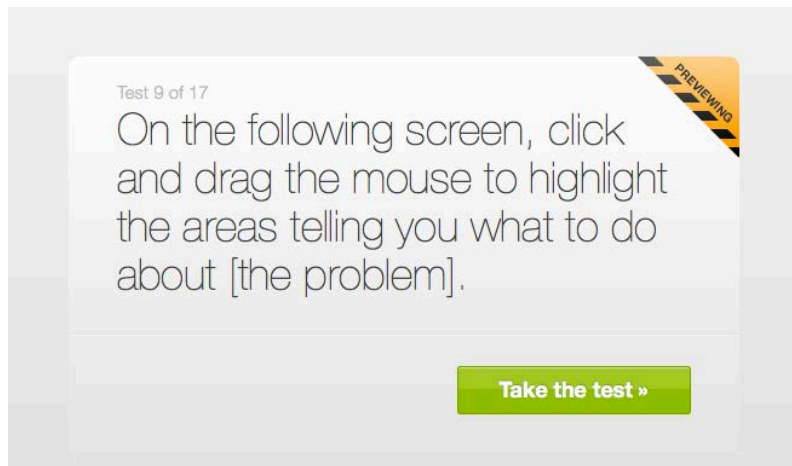 Test 9 of 17
PREVIEWING
On the following screen, click
and drag the mouse to highlight
the areas telling you what to do
about [the problem].
Take the test »